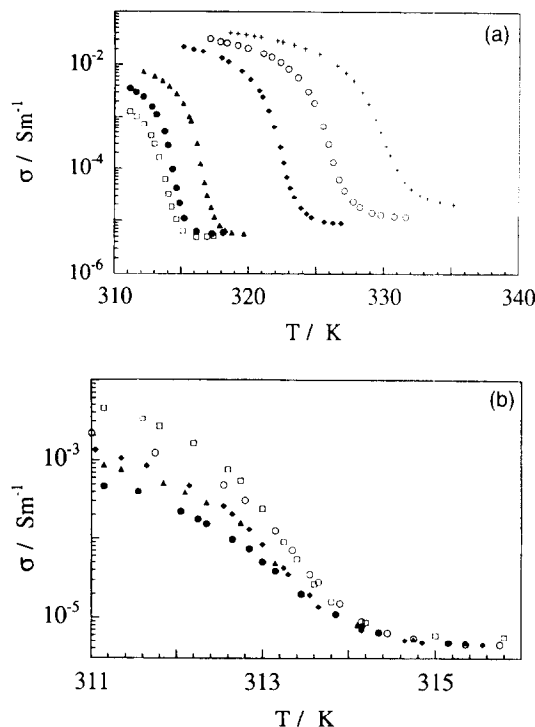 (a)
10⁻²
10⁻⁴
10⁻⁶
σ / Sm⁻¹
310 320 330 340
T / K
(b)
10⁻³
10⁻⁵
σ / Sm⁻¹
311 313 315
T / K